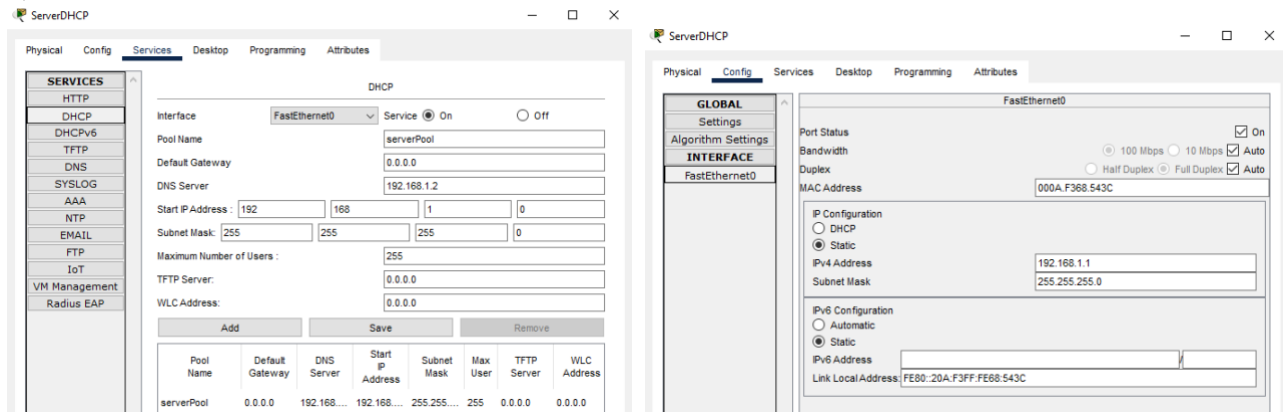 ServerDHCP
Physical Config Services Desktop Programming Attributes
SERVICES
HTTP
DHCP
DHCPv6
TFTP
DNS
SYSLOG
AAA
NTP
EMAIL
FTP
IoT
VM Management
Radius EAP
DHCP
Interface FastEthernet0 Service On Off
Pool Name serverPool
Default Gateway 0.0.0.0
DNS Server 192.168.1.2
Start IP Address : 192 168 1 0
Subnet Mask: 255 255 255 0
Maximum Number of Users : 255
TFTP Server: 0.0.0.0
WLC Address: 0.0.0.0
Add Save Remove
Pool Name Default Gateway DNS Server Start IP Address Subnet Mask Max User TFTP Server WLC Address
serverPool 0.0.0.0 192.168.... 192.168.... 255.255.... 255 0.0.0.0 0.0.0.0
ServerDHCP
Physical Config Services Desktop Programming Attributes
GLOBAL
Settings
Algorithm Settings
INTERFACE
FastEthernet0
FastEthernet0
Port Status On
Bandwidth 100 Mbps 10 Mbps Auto
Duplex Half Duplex Full Duplex Auto
MAC Address 000A.F368.543C
IP Configuration
DHCP
Static
IPv4 Address 192.168.1.1
Subnet Mask 255.255.255.0
IPv6 Configuration
Automatic
Static
IPv6 Address /
Link Local Address: FE80::20A:F3FF:FE68:543C